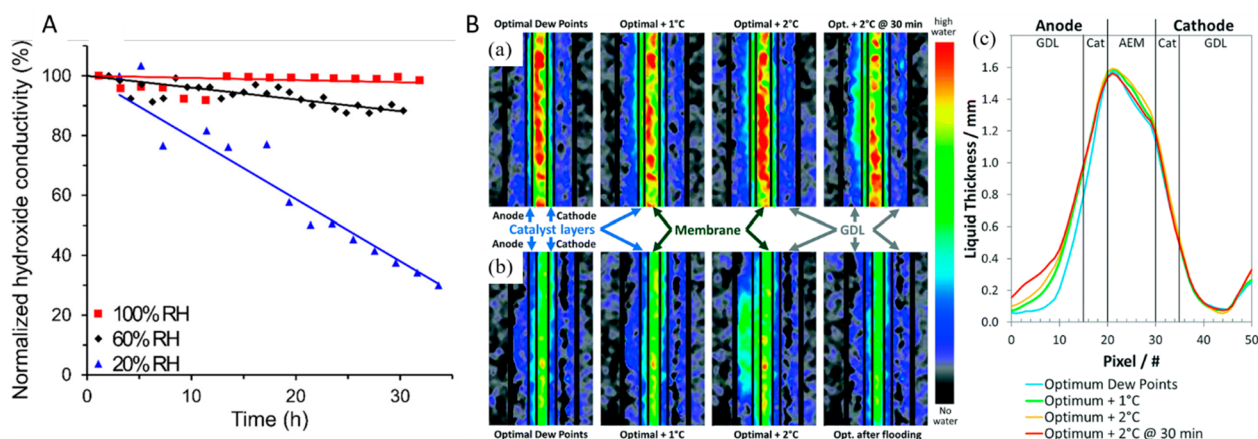 A
Normalized hydroxide conductivity (%)
120
100
80
60
40
20
0
100% RH
60% RH
20% RH
0
10
20
30
Time (h)
B
Optimal Dew Points
Optimal + 1°C
Optimal + 2°C
Opt. + 2°C @ 30 min
(a)
Anode Cathode
Catalyst layers
Membrane
GDL
Anode Cathode
(b)
Optimal Dew Points
Optimal + 1°C
Optimal + 2°C
Opt. after flooding
high
water
No
water
(c)
Anode
Cathode
GDL
Cat
AEM
Cat
GDL
Liquid Thickness / mm
1.6
1.4
1.2
1.0
0.8
0.6
0.4
0.2
0.0
0
10
20
30
40
50
Pixel / #
Optimum Dew Points
Optimum + 1°C
Optimum + 2°C
Optimum + 2°C @ 30 min